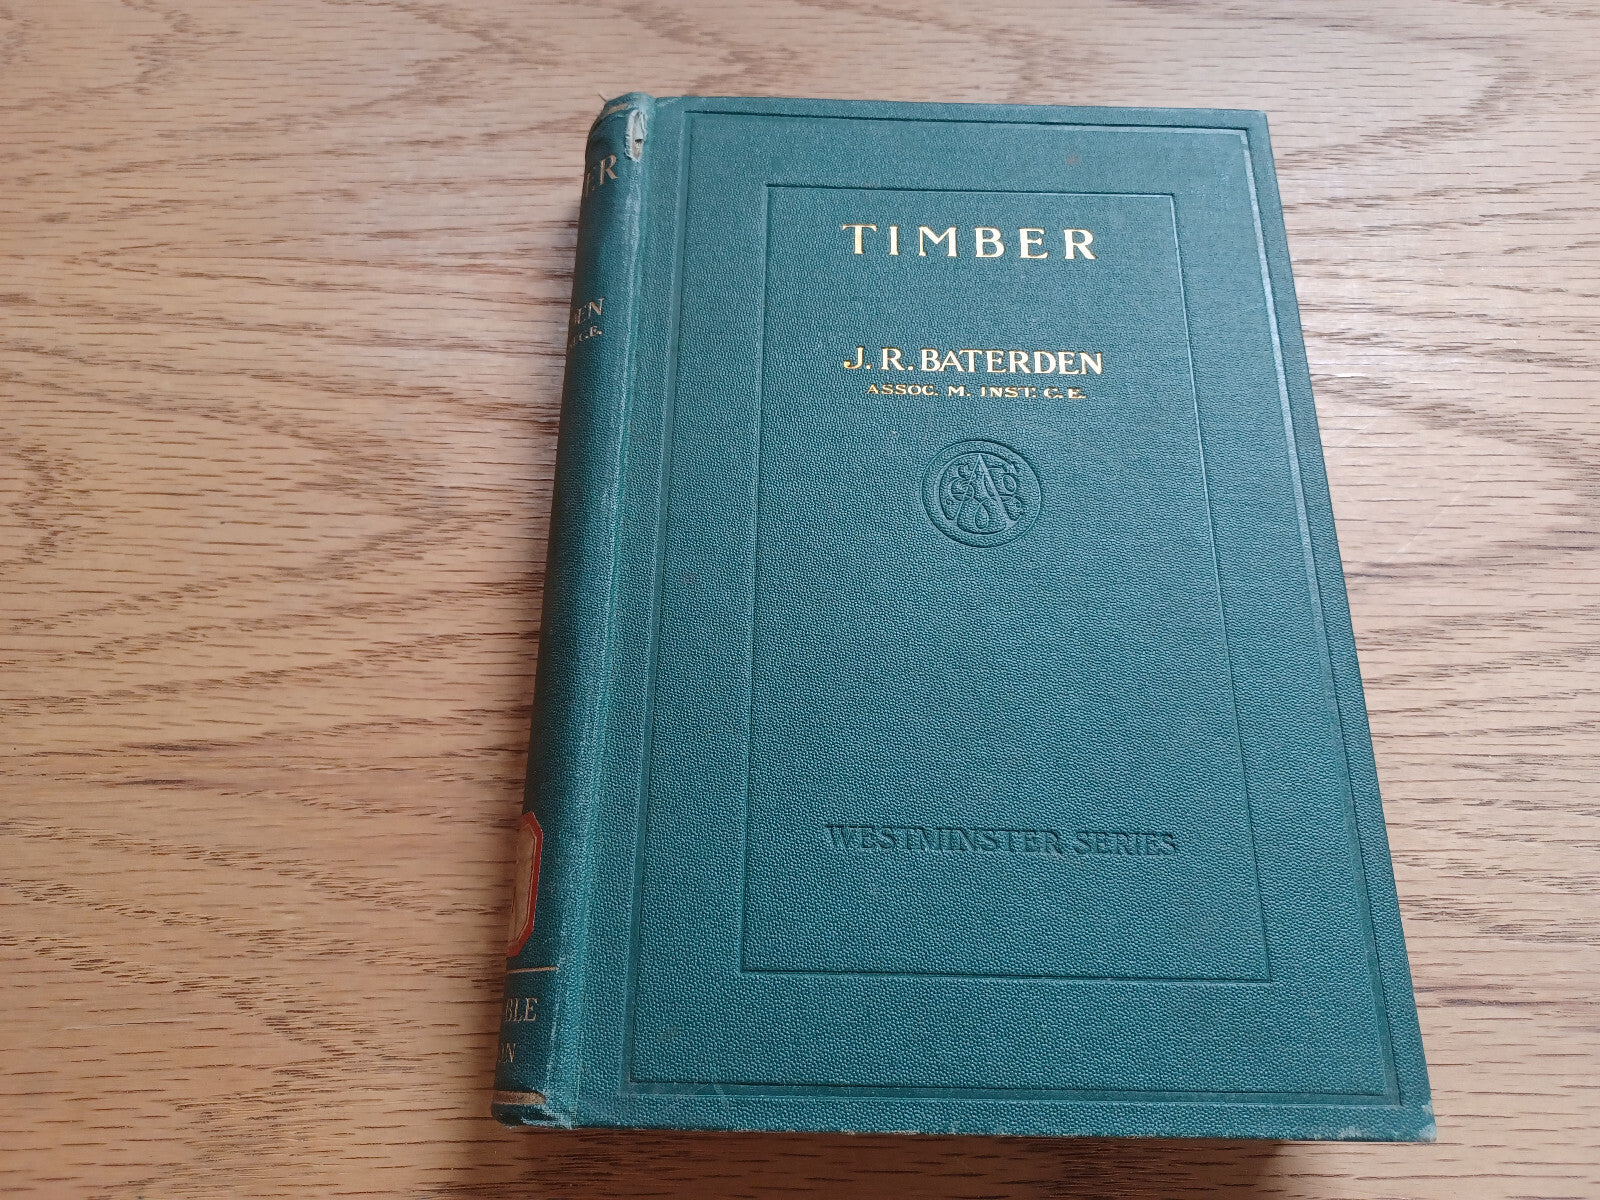 TIMBER
J. R. BATERDEN
ASSOC. M. INST. C. E.
WESTMINSTER SERIES